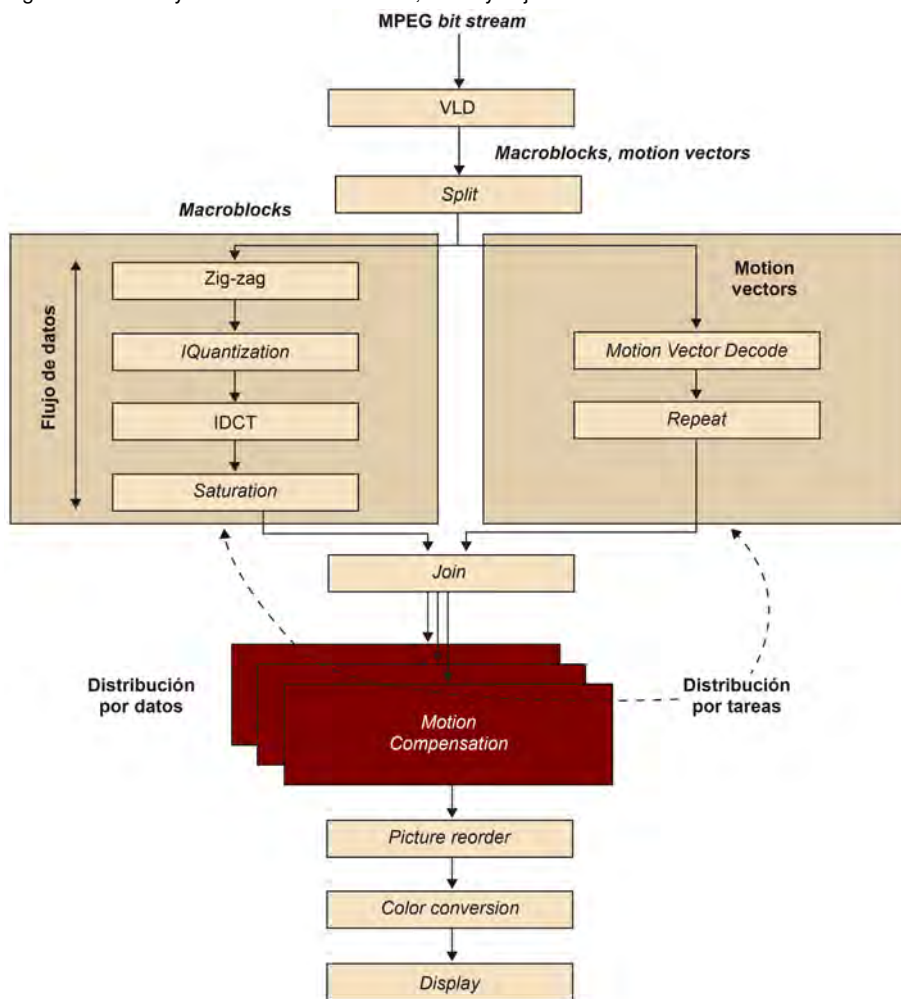 MPEG bit stream
VLD
Macroblocks, motion vectors
Split
Macroblocks
Flujo de datos
Zig-zag
IQuantization
IDCT
Saturation
Motion
vectors
Motion Vector Decode
Repeat
Join
Distribución
por datos
Motion
Compensation
Distribución
por tareas
Picture reorder
Color conversion
Display